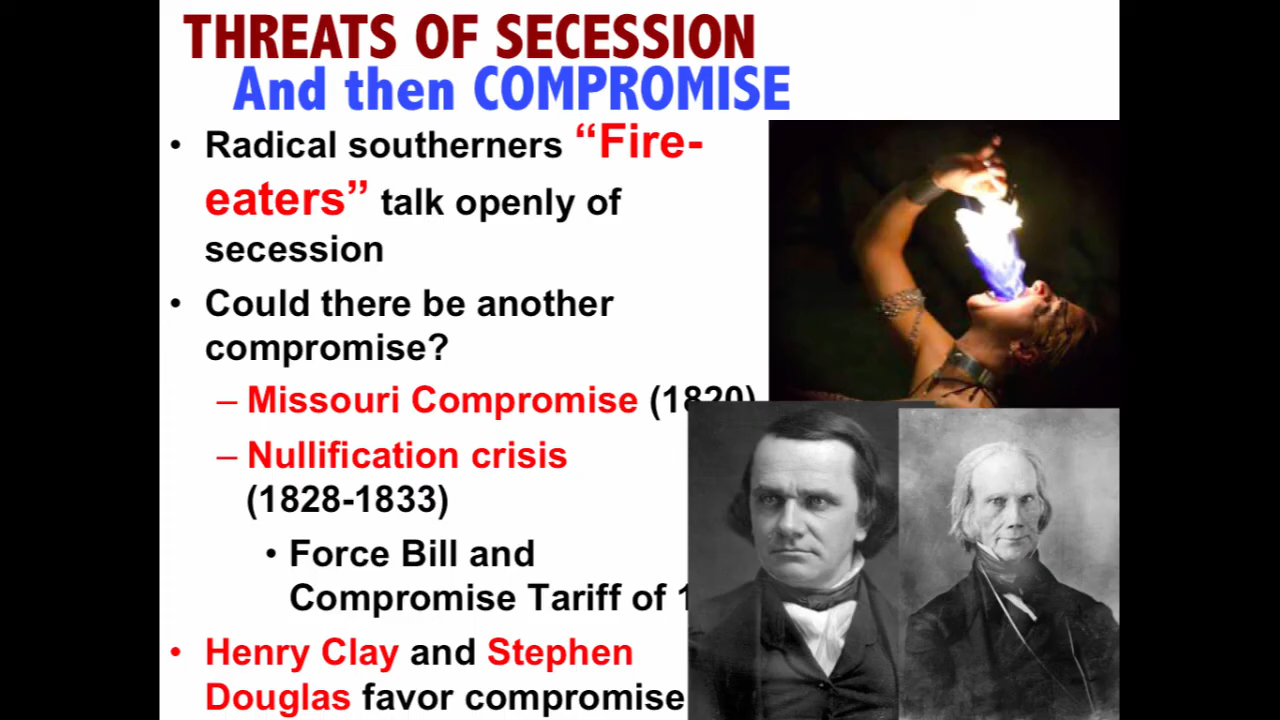 THREATS OF SECESSION
And then COMPROMISE
• Radical southerners “Fire-
eaters” talk openly of
secession
• Could there be another
compromise?
– Missouri Compromise (1820)
– Nullification crisis
(1828-1833)
• Force Bill and
Compromise Tariff of
• Henry Clay and Stephen
Douglas favor compromise